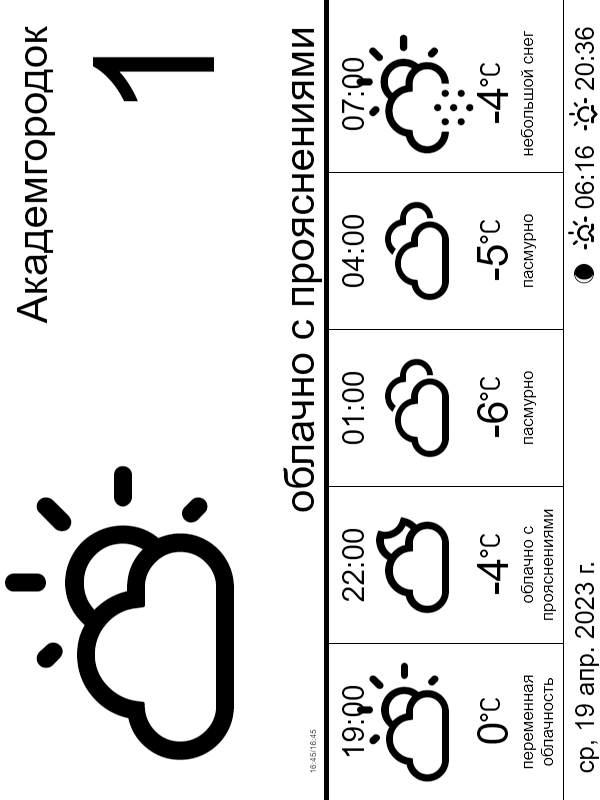 Академгородок
1
облачно с прояснениями
16:45/16:45
19:00
0°C
переменная
облачность
22:00
-4°C
облачно с
прояснениями
01:00
-6°C
пасмурно
04:00
-5°C
пасмурно
07:00
-4°C
небольшой снег
ср, 19 апр. 2023 г.
06:16
20:36